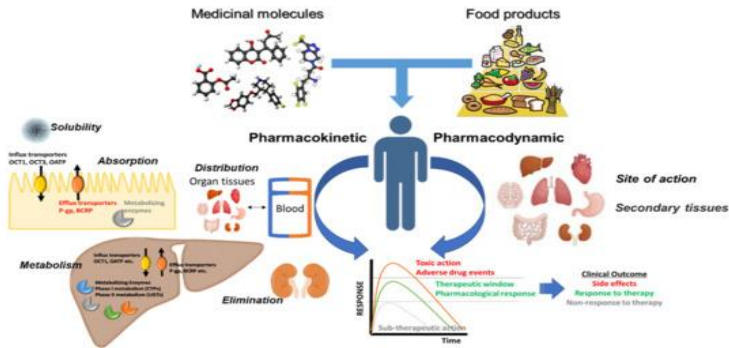 Medicinal molecules
Food products
Pharmacokinetic
Pharmacodynamic
Solubility
Influx transporters
OCT1, OCT3, OATP
Absorption
Efflux transporters
P-gp, BCRP
Metabolizing
enzymes
Distribution
Organ tissues
Blood
Site of action
Secondary tissues
Metabolism
Influx transporters
OCT1, OATP etc.
Efflux transporters
P-gp, BCRP etc.
Metabolizing Enzymes
Phase I metabolism (CYPs)
Phase II metabolism (UGTs)
Elimination
RESPONSE
Toxic action
Adverse drug events
Therapeutic window
Pharmacological response
Sub-therapeutic action
Time
Clinical Outcome
Side effects
Response to therapy
Non-response to therapy